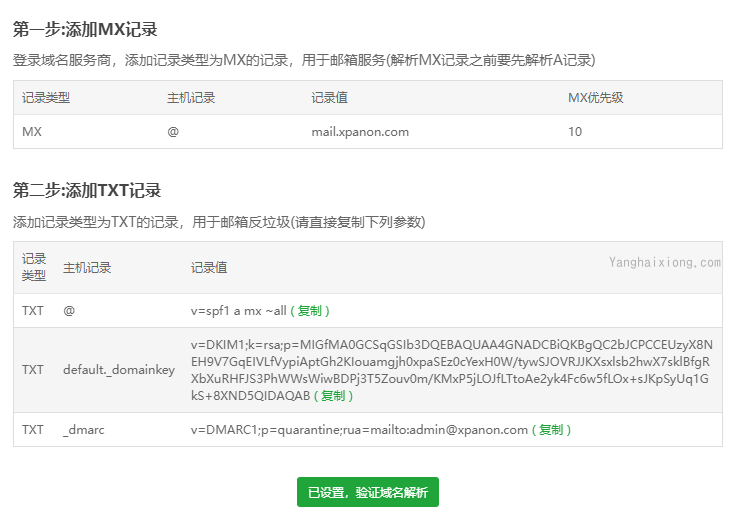 第一步:添加MX记录
登录域名服务商，添加记录类型为MX的记录，用于邮箱服务(解析MX记录之前要先解析A记录)
记录类型 主机记录 记录值 MX优先级
MX @ mail.xpanon.com 10
第二步:添加TXT记录
添加记录类型为TXT的记录，用于邮箱反垃圾(请直接复制下列参数)
记录类型 主机记录 记录值
Yanghaixiong.com
TXT @ v=spf1 a mx ~all ( 复制 )
TXT default._domainkey v=DKIM1;k=rsa;p=MIGfMA0GCSqGSIb3DQEBAQUAA4GNADCBiQKBgQC2bJCPCCEUzyX8N
EH9V7GqEIVLfVypiAptGh2KIouamgjh0xpaSEz0cYexH0W/tywSJOVRJJKXsxlsb2hwX7sklBfgR
XbXuRHFJS3PhWWsWiwBDPj3T5Zouv0m/KMxP5jLOJfLTtoAe2yk4Fc6w5fLOx+sJKpSyUq1G
kS+8XND5QIDAQAB ( 复制 )
TXT _dmarc v=DMARC1;p=quarantine;rua=mailto:admin@xpanon.com ( 复制 )
已设置，验证域名解析